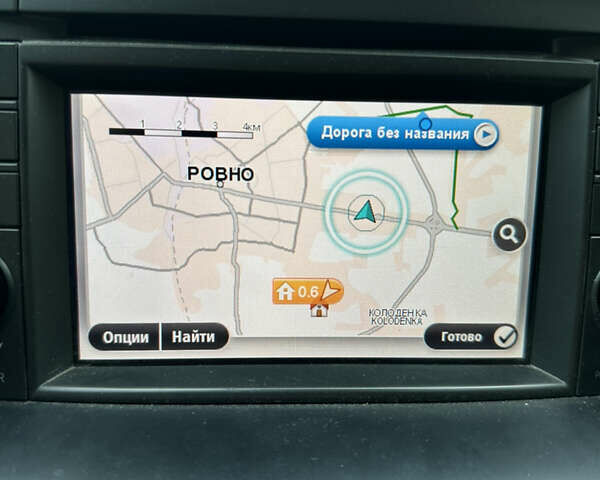 1 2 3 4км
Дорога без названия
РОВНО
0.6
КОЛОДЕНКА
KOLODENKA
Опции
Найти
Готово